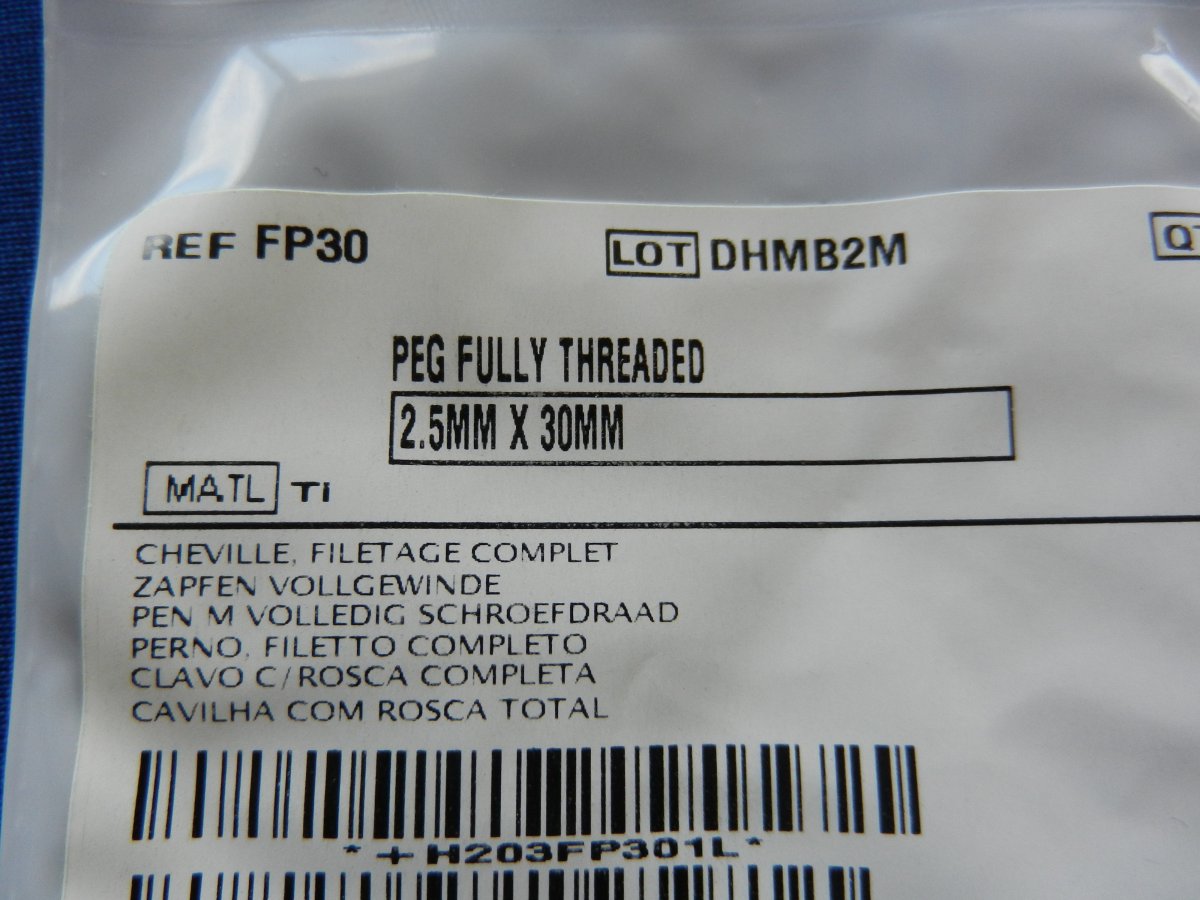 REF FP30 LOT DHMB2M
PEG FULLY THREADED
2.5MM X 30MM
MATL Ti
CHEVILLE, FILETAGE COMPLET
ZAPFEN VOLLGEWINDE
PEN M VOLLEDIG SCHROEFDRAAD
PERNO, FILETTO COMPLETO
CLAVO C/ROSCA COMPLETA
CAVILHA COM ROSCA TOTAL
*+H203FP301L*